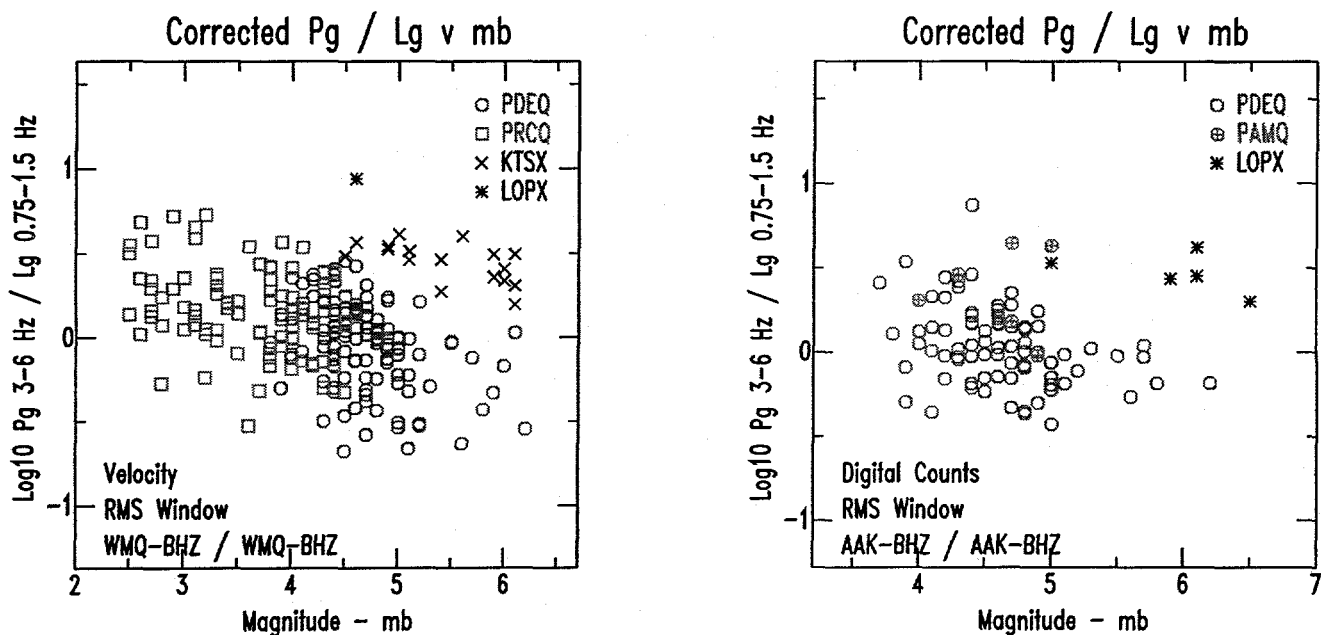 Corrected Pg / Lg v mb
Log10 Pg 3-6 Hz / Lg 0.75-1.5 Hz
1
0
-1
PDEQ
PRCQ
KTSX
LOPX
Velocity
RMS Window
WMQ-BHZ / WMQ-BHZ
2 3 4 5 6
Magnitude - mb
Corrected Pg / Lg v mb
Log10 Pg 3-6 Hz / Lg 0.75-1.5 Hz
1
0
-1
PDEQ
PAMQ
LOPX
Digital Counts
RMS Window
AAK-BHZ / AAK-BHZ
4 5 6 7
Magnitude - mb